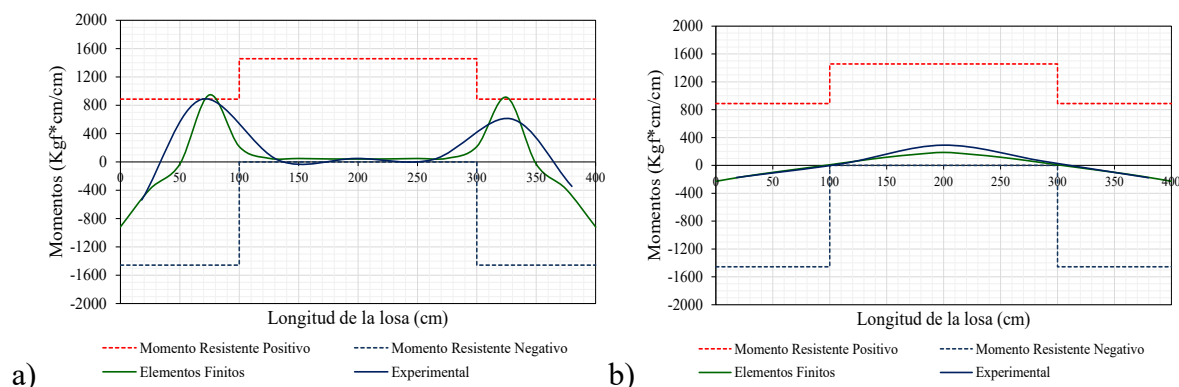 2000
1600
1200
800
400
0
-400
-800
-1200
-1600
-2000
Momentos (Kgf*cm/cm)
0 50 100 150 200 250 300 350 400
Longitud de la losa (cm)
Momento Resistente Positivo Momento Resistente Negativo
Elementos Finitos Experimental
a)
2000
1600
1200
800
400
0
-400
-800
-1200
-1600
-2000
Momentos (Kgf*cm/cm)
0 50 100 150 200 250 300 350 400
Longitud de la losa (cm)
Momento Resistente Positivo Momento Resistente Negativo
Elementos Finitos Experimental
b)